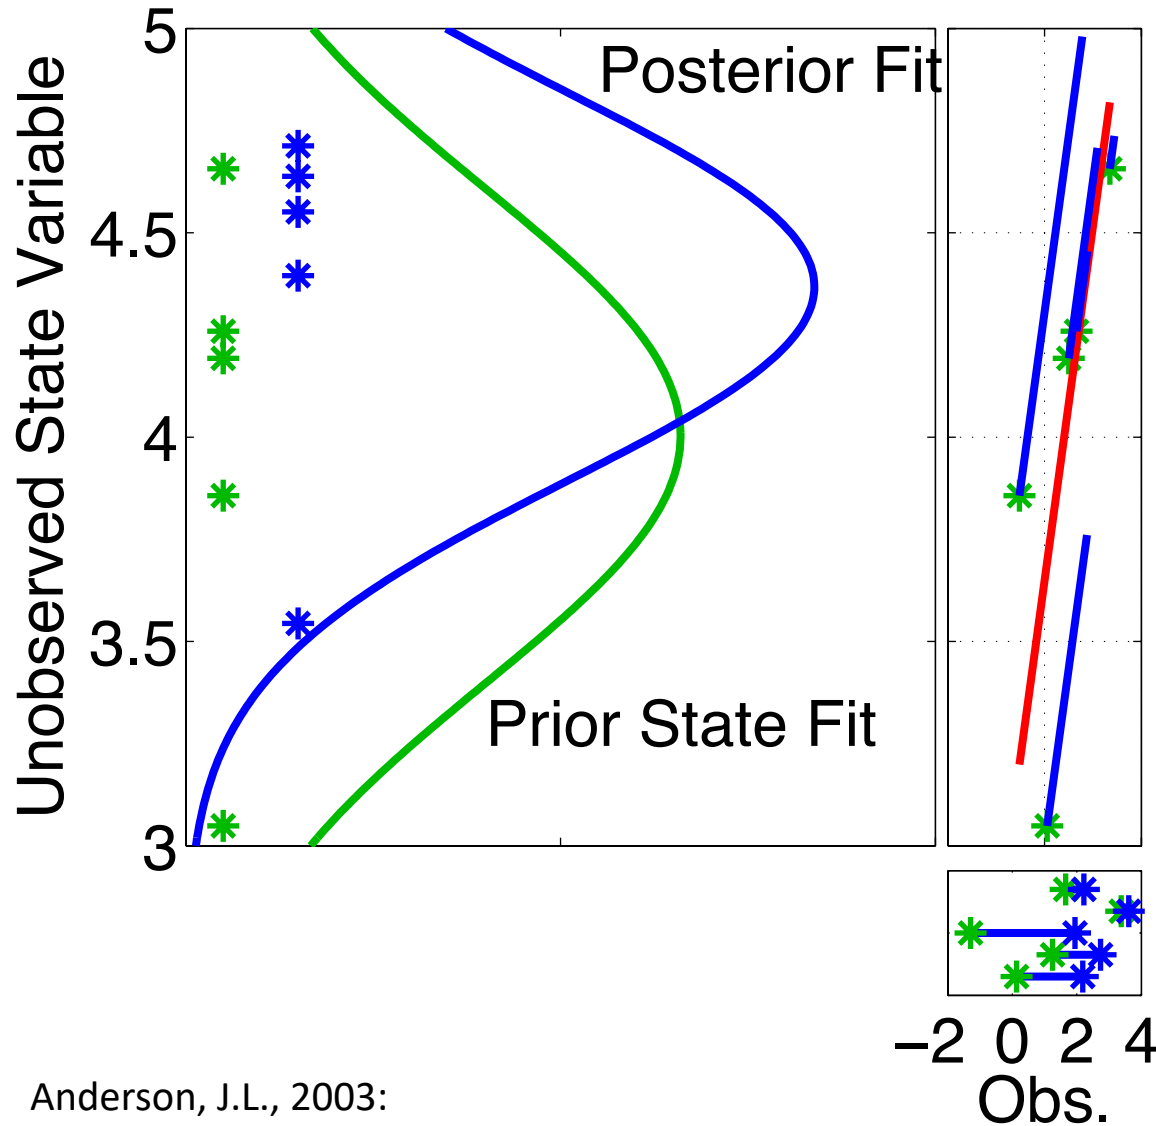 Unobserved State Variable
5
4.5
4
3.5
3
Posterior Fit
Prior State Fit
−2 0 2 4
Obs.
Anderson, J.L., 2003: